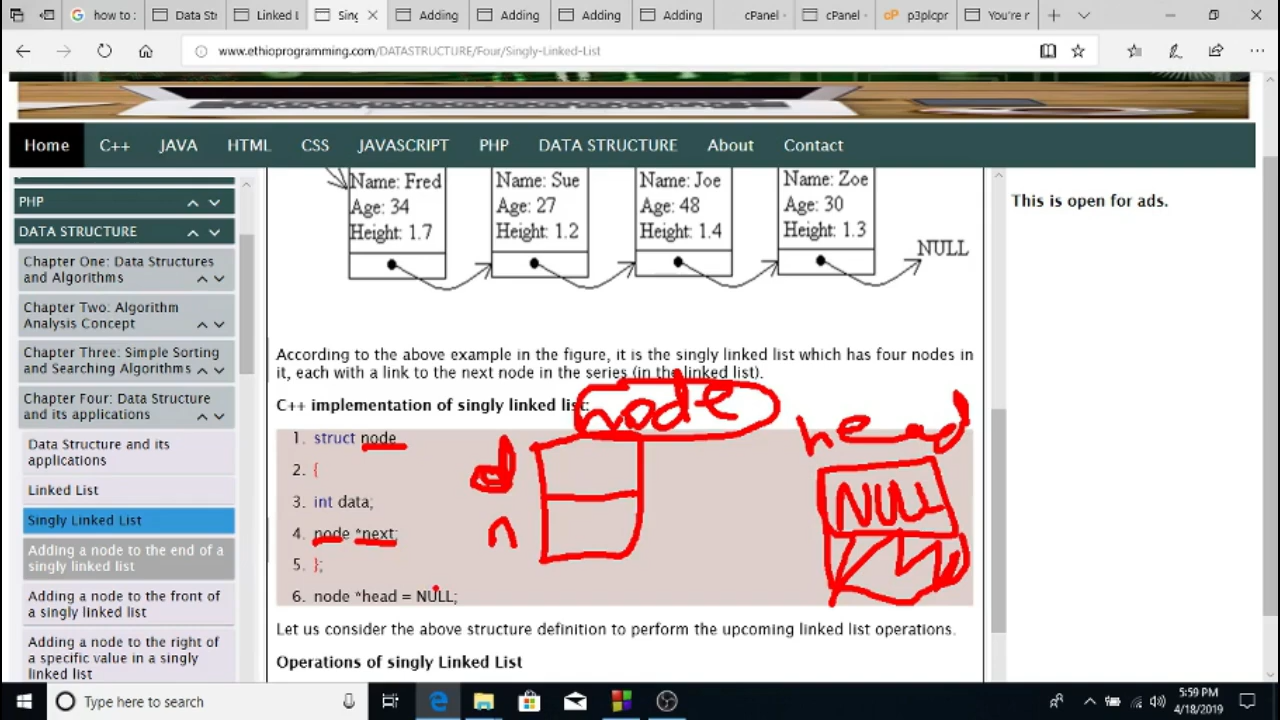 how to :
Data St
Linked L
Sing
Adding
Adding
Adding
Adding
cPanel -
cPanel -
cP p3plcpr
You're r
www.ethioprogramming.com/DATASTRUCTURE/Four/Singly-Linked-List
Home C++ JAVA HTML CSS JAVASCRIPT PHP DATA STRUCTURE About Contact
PHP
DATA STRUCTURE
Chapter One: Data Structures
and Algorithms
Chapter Two: Algorithm
Analysis Concept
Chapter Three: Simple Sorting
and Searching Algorithms
Chapter Four: Data Structure
and its applications
Data Structure and its
applications
Linked List
Singly Linked List
Adding a node to the end of a
singly linked list
Adding a node to the front of
a singly linked list
Adding a node to the right of
a specific value in a singly
linked list
Name: Fred
Age: 34
Height: 1.7
Name: Sue
Age: 27
Height: 1.2
Name: Joe
Age: 48
Height: 1.4
Name: Zoe
Age: 30
Height: 1.3
NULL
According to the above example in the figure, it is the singly linked list which has four nodes in
it, each with a link to the next node in the series (in the linked list).
C++ implementation of singly linked list:
1. struct node
2. {
3. int data;
4. node *next;
5. };
6. node *head = NULL;
node
d
n
head
NULL
Let us consider the above structure definition to perform the upcoming linked list operations.
Operations of singly Linked List
This is open for ads.
Type here to search
5:59 PM
4/18/2019